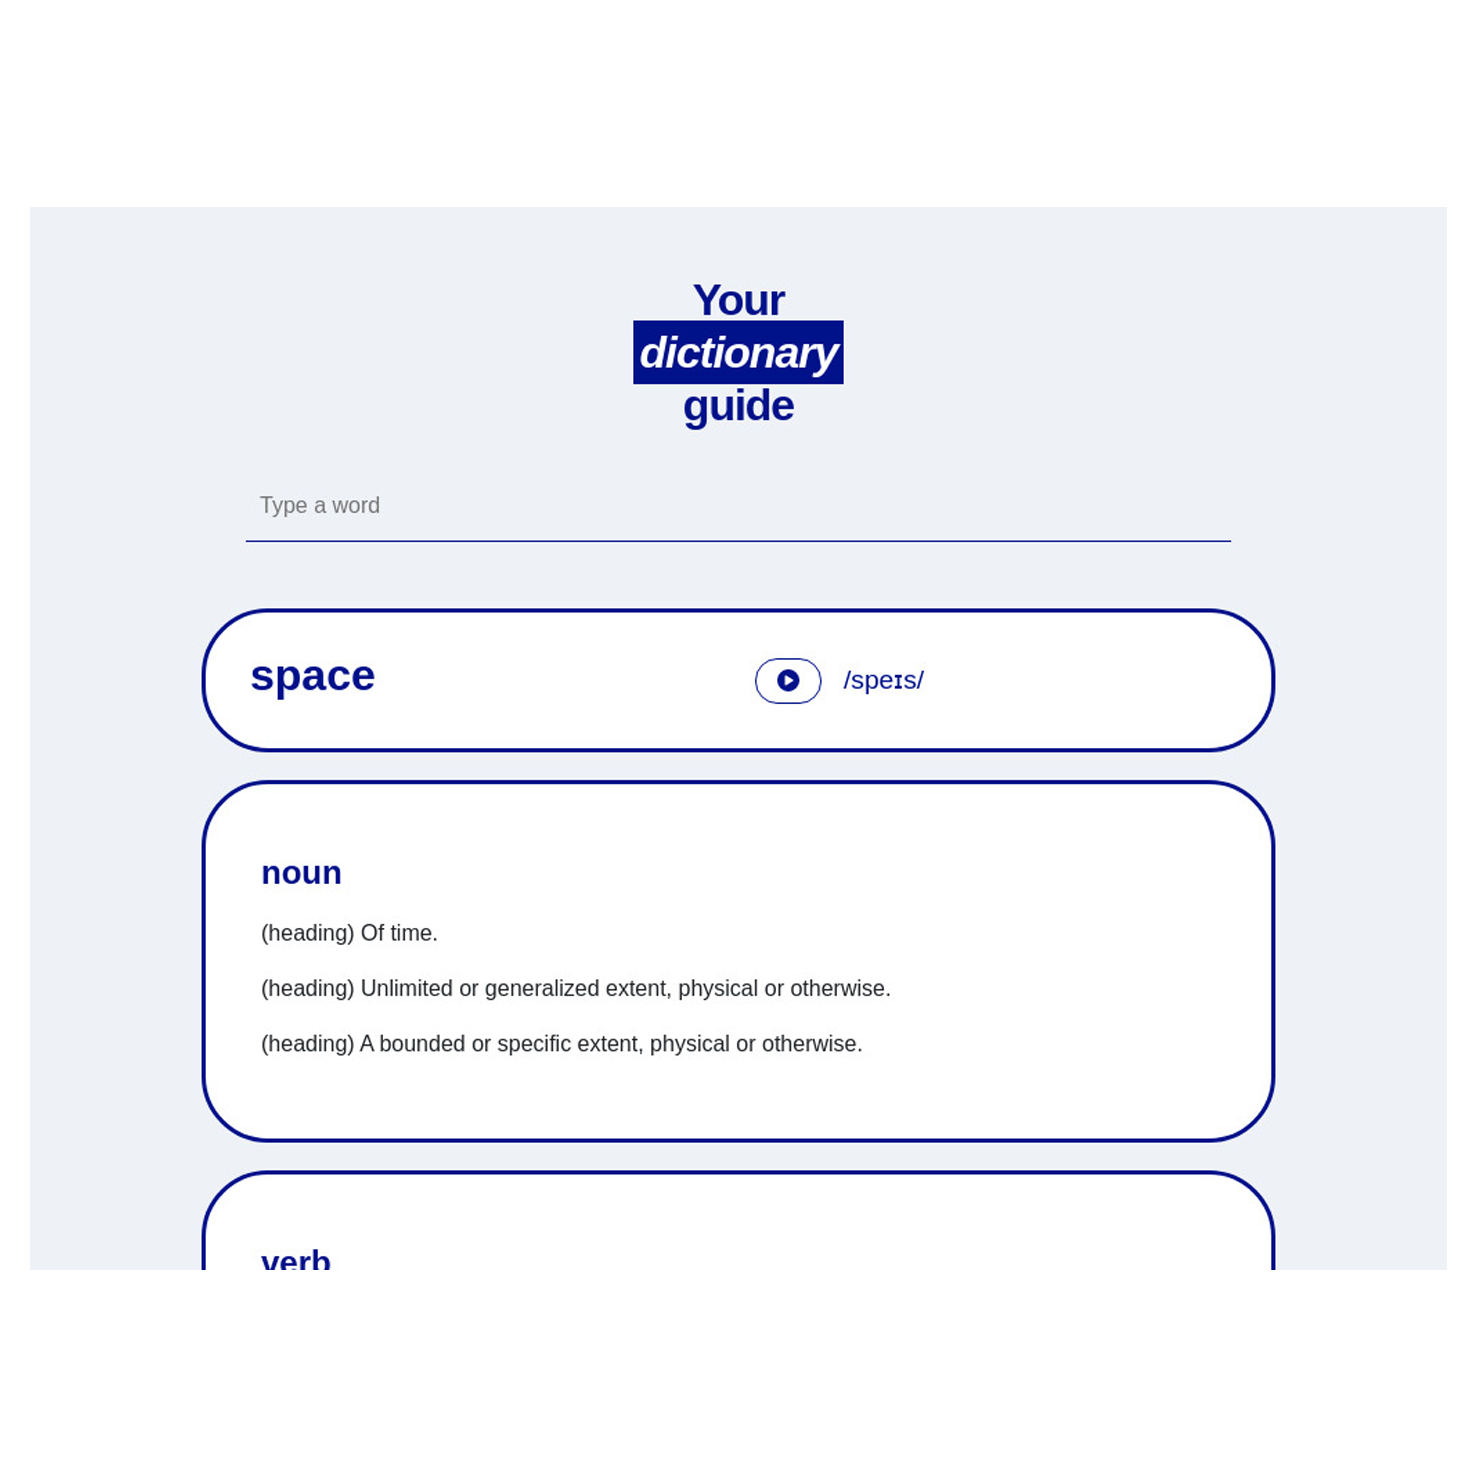 Your
dictionary
guide
Type a word
space /speɪs/
noun
(heading) Of time.
(heading) Unlimited or generalized extent, physical or otherwise.
(heading) A bounded or specific extent, physical or otherwise.
verb